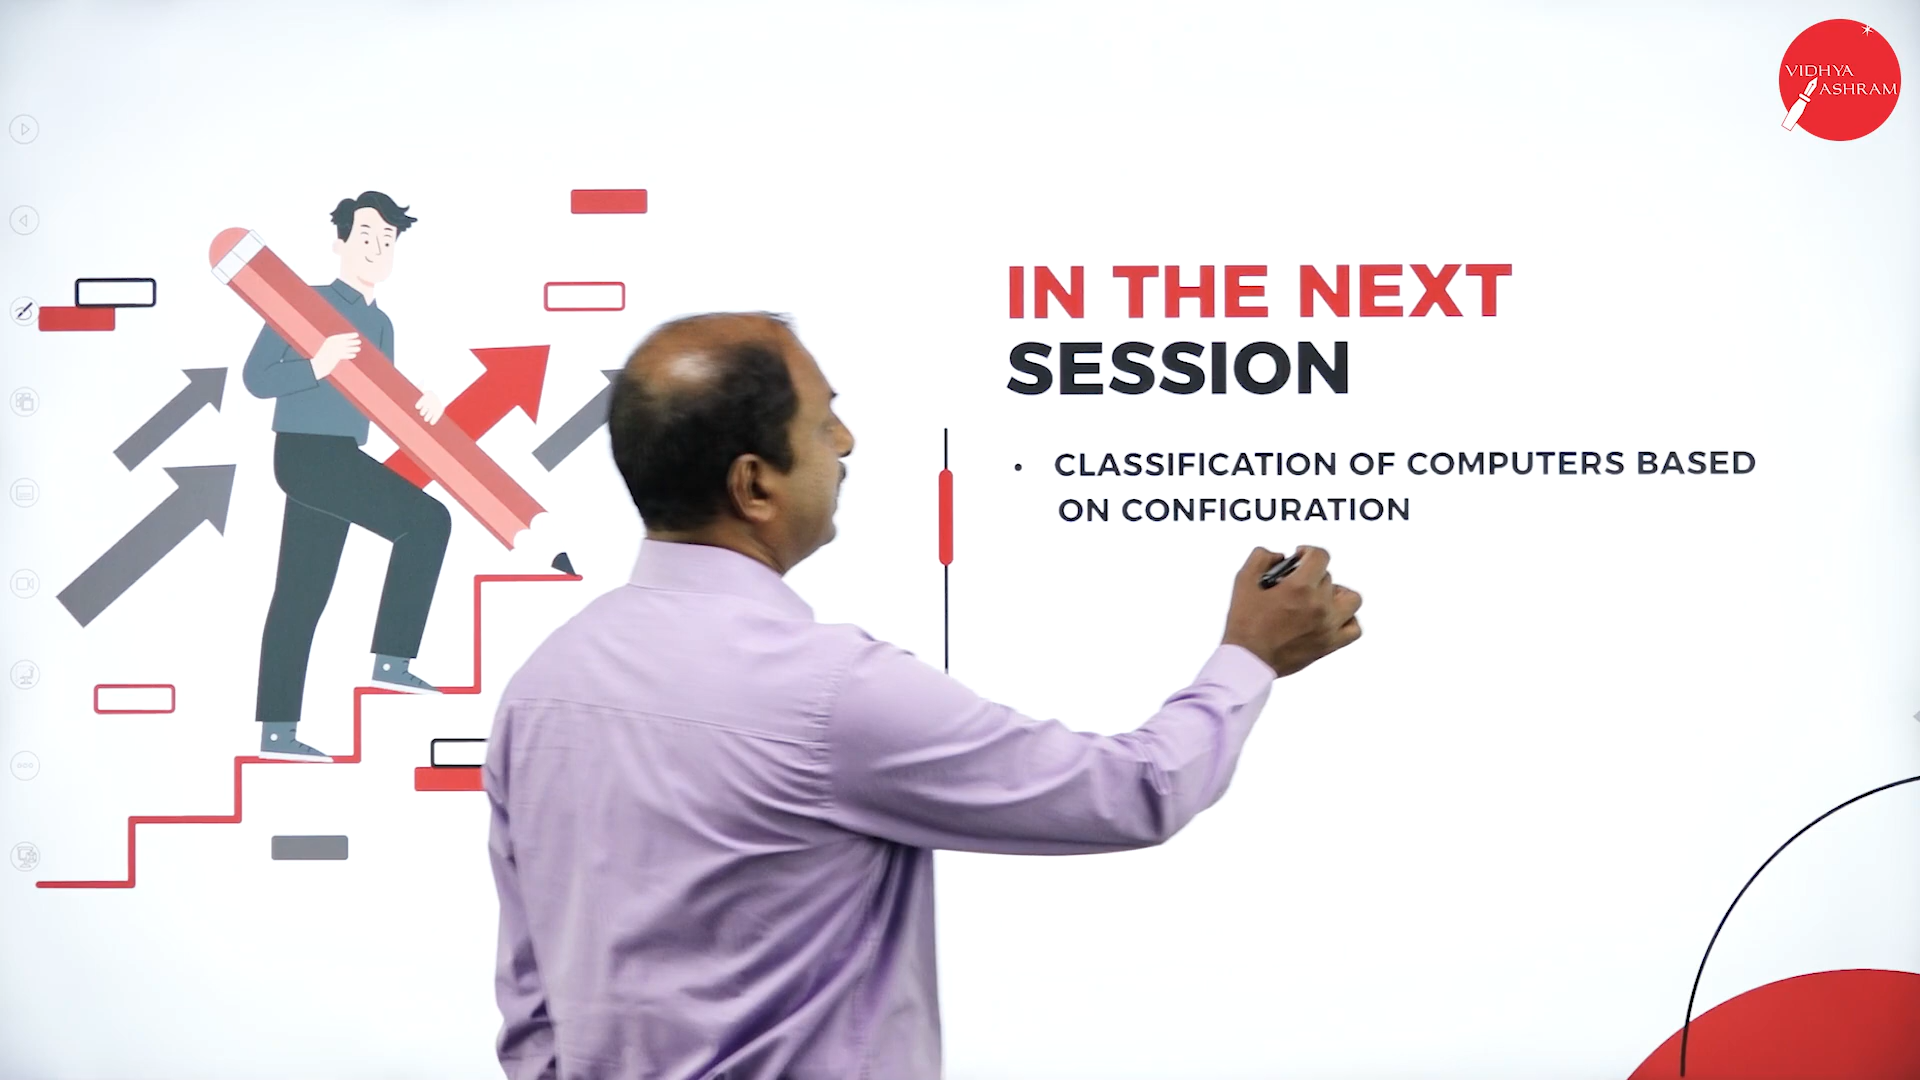 VIDHYA
ASHRAM
IN THE NEXT
SESSION
• CLASSIFICATION OF COMPUTERS BASED
ON CONFIGURATION